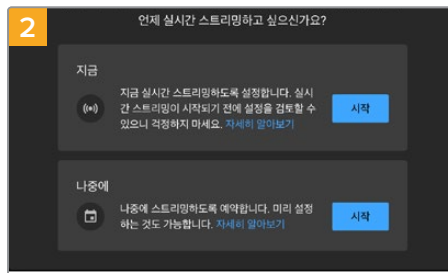 2
언제 실시간 스트리밍하고 싶으신가요?
지금
지금 실시간 스트리밍하도록 설정합니다. 실시
간 스트리밍이 시작되기 전에 설정을 검토할 수
있으니 걱정하지 마세요. 자세히 알아보기
시작
나중에
나중에 스트리밍하도록 예약합니다. 미리 설정
하는 것도 가능합니다. 자세히 알아보기
시작